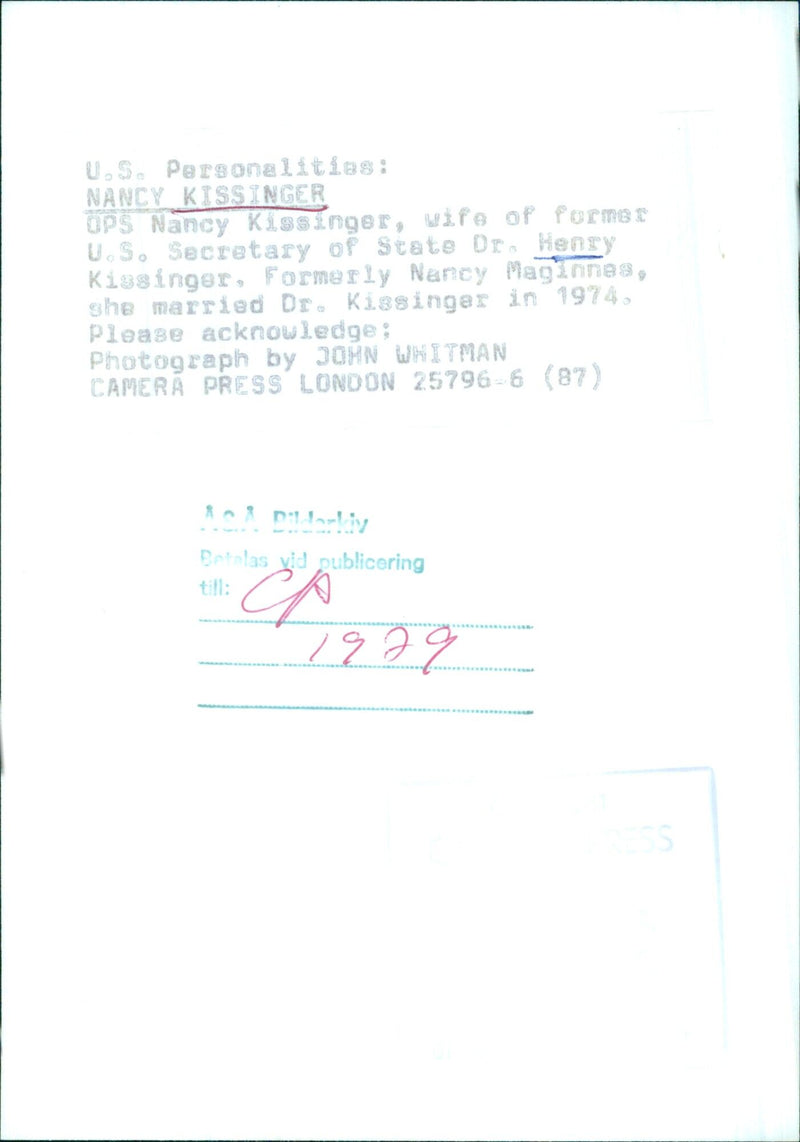 U.S. Personalities:
NANCY KISSINGER
OPS Nancy Kissinger, wife of former
U.S. Secretary of State Dr. Henry
Kissinger. Formerly Nancy Maginnes,
she married Dr. Kissinger in 1974.
Please acknowledge:
Photograph by JOHN WHITMAN
CAMERA PRESS LONDON 25796-6 (87)
Å&Å Bildarkiv
Betalas vid publicering
till: CP
1979